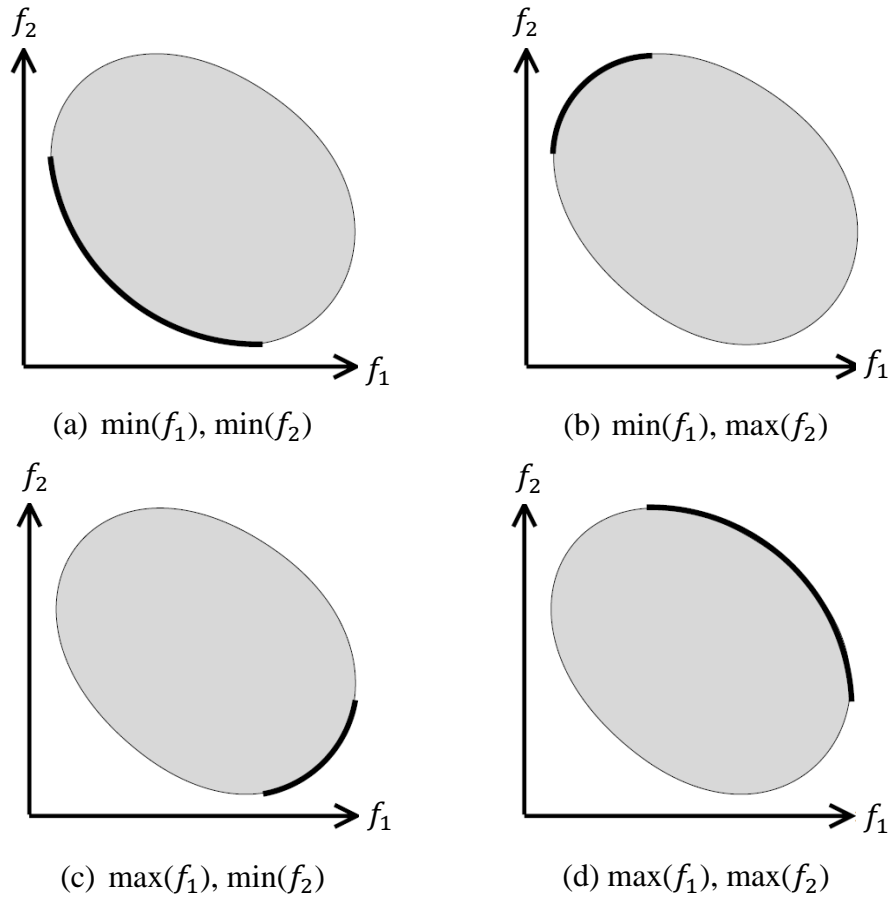 f₂ f₂
f₁ f₁
(a) min(f₁), min(f₂) (b) min(f₁), max(f₂)
f₂ f₂
f₁ f₁
(c) max(f₁), min(f₂) (d) max(f₁), max(f₂)